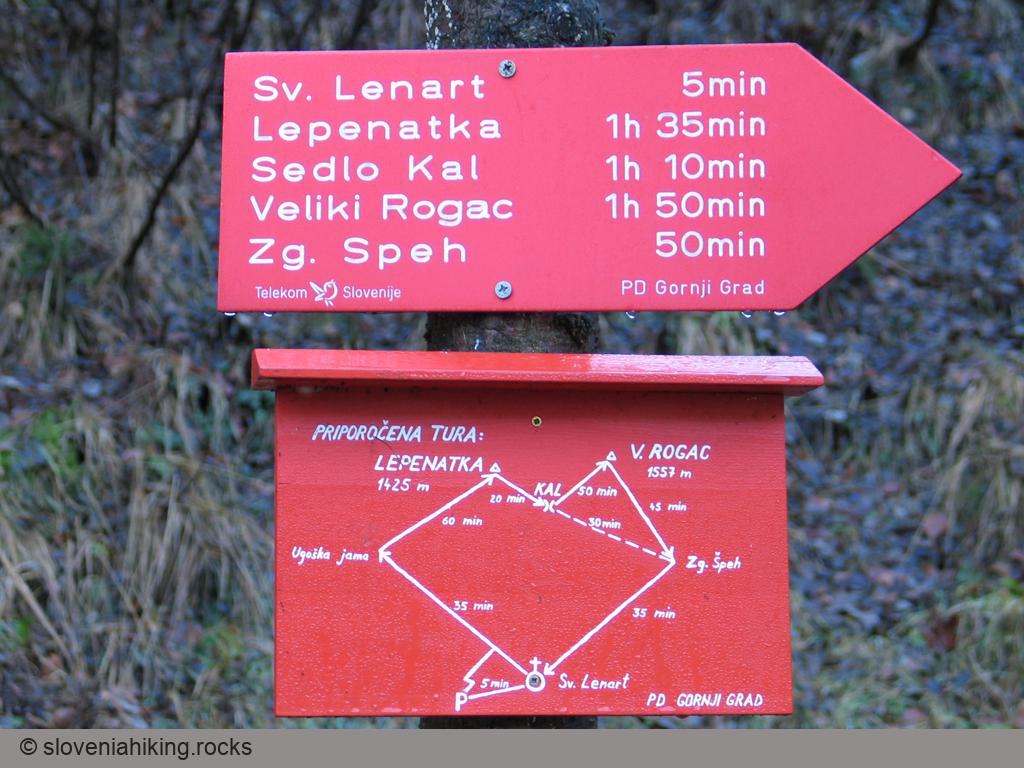 Sv. Lenart 5min
Lepenatka 1h 35min
Sedlo Kal 1h 10min
Veliki Rogac 1h 50min
Zg. Speh 50min
Telekom Slovenije PD Gornji Grad
PRIPOROČENA TURA:
LEPENATKA
1425 m
V. ROGAC
1557 m
KAL
20 min
50 min
45 min
30 min
60 min
Ugoška jama
Zg. Špeh
35 min
35 min
5 min
P
Sv. Lenart
PD GORNJI GRAD
© sloveniahiking.rocks